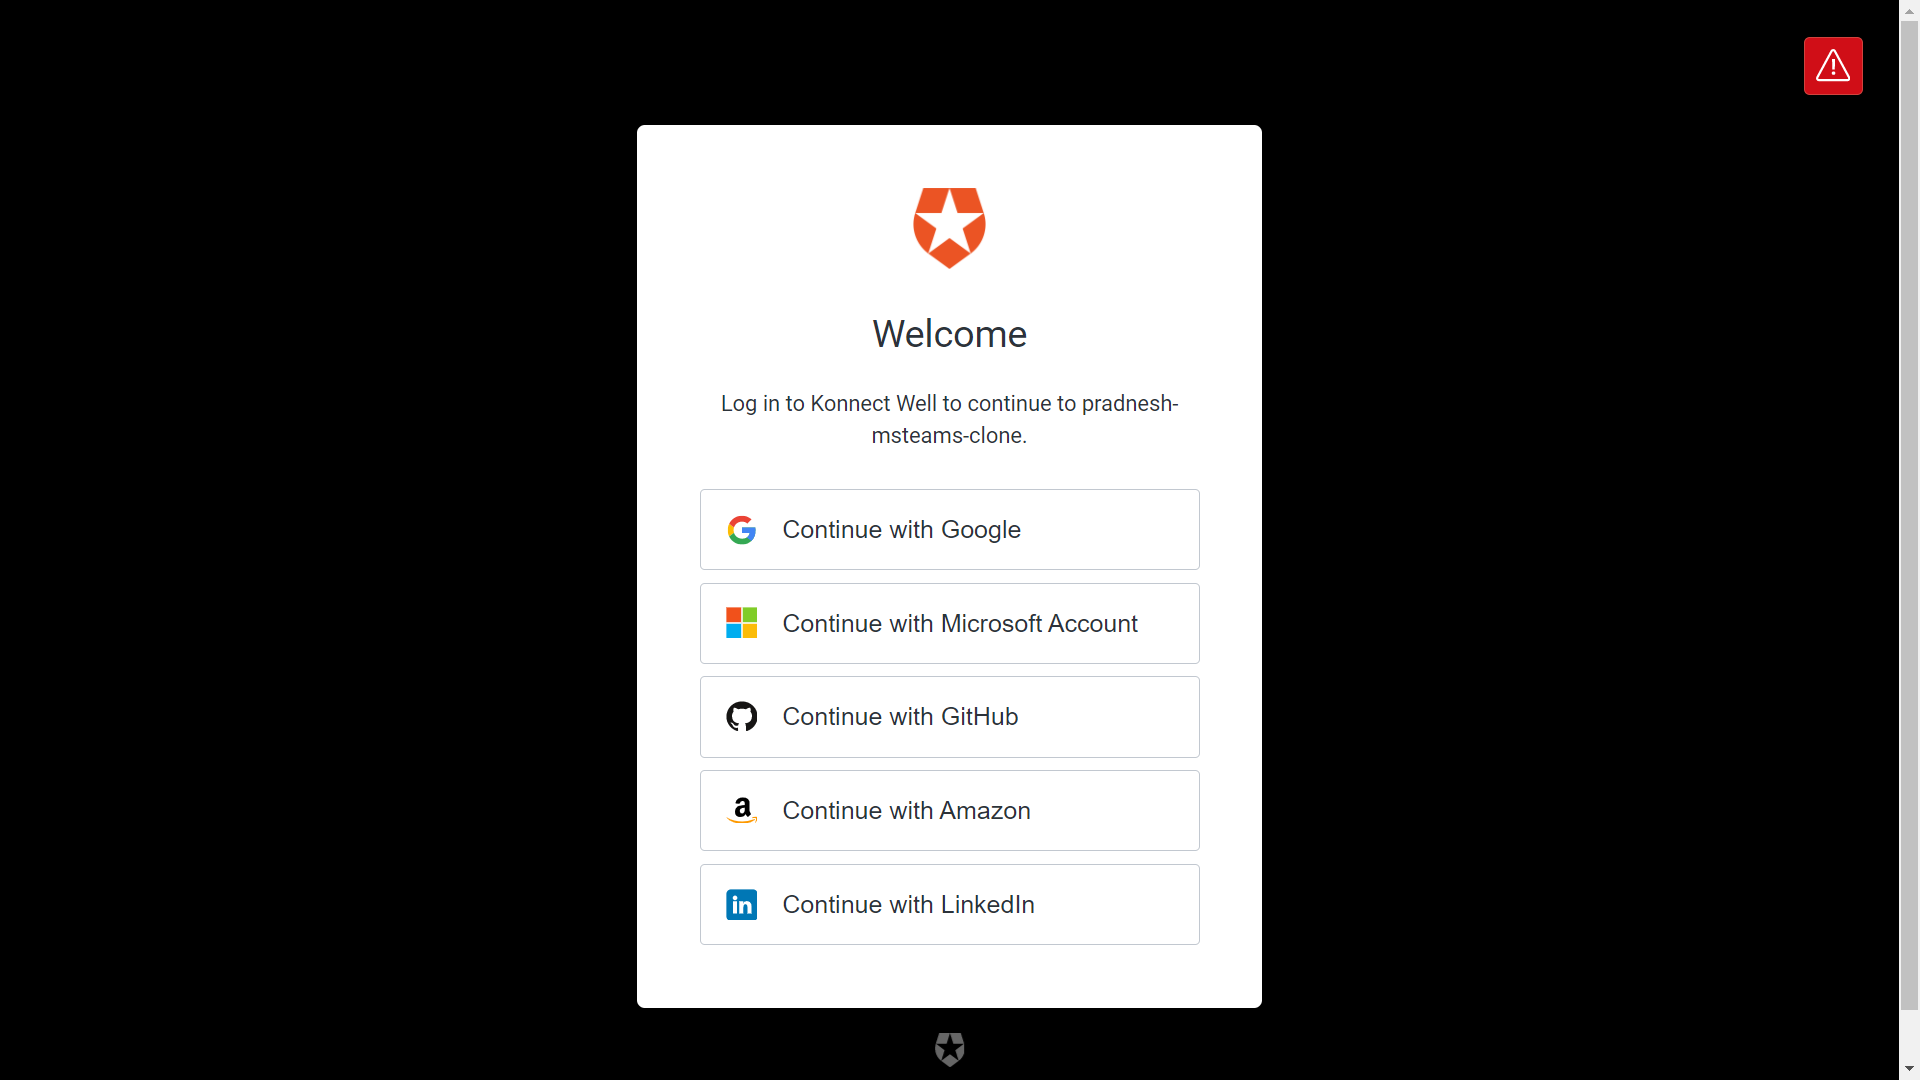 Welcome
Log in to Konnect Well to continue to pradnesh-
msteams-clone.
Continue with Google
Continue with Microsoft Account
Continue with GitHub
Continue with Amazon
Continue with LinkedIn